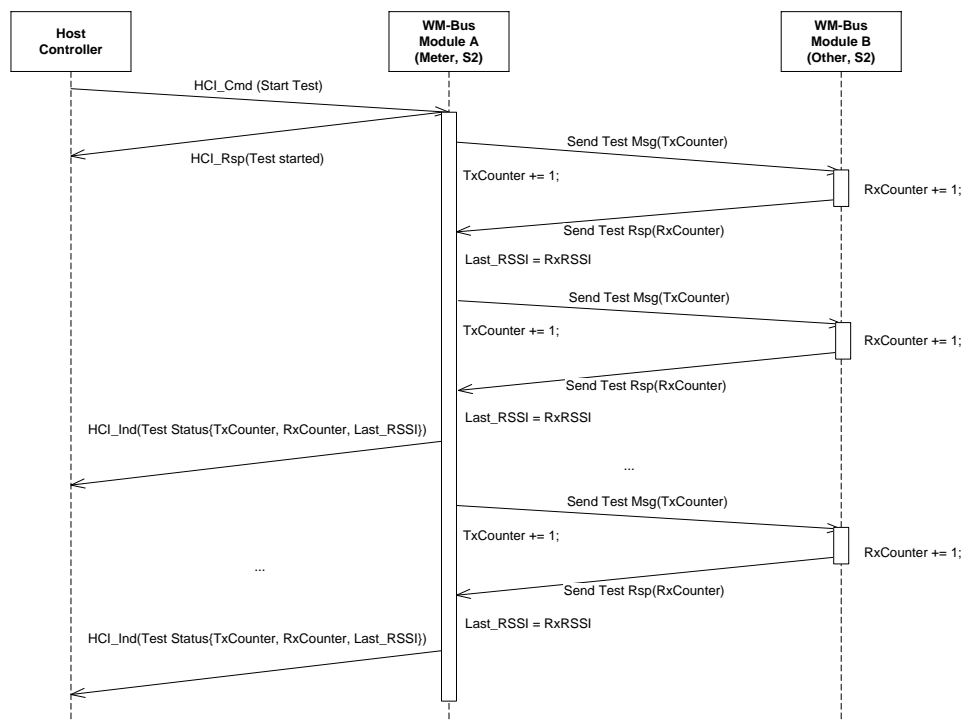 Host
Controller
WM-Bus
Module A
(Meter, S2)
WM-Bus
Module B
(Other, S2)
HCI_Cmd (Start Test)
Send Test Msg(TxCounter)
HCI_Rsp(Test started)
TxCounter += 1;
RxCounter += 1;
Send Test Rsp(RxCounter)
Last_RSSI = RxRSSI
Send Test Msg(TxCounter)
TxCounter += 1;
RxCounter += 1;
Send Test Rsp(RxCounter)
Last_RSSI = RxRSSI
HCI_Ind(Test Status{TxCounter, RxCounter, Last_RSSI})
...
Send Test Msg(TxCounter)
TxCounter += 1;
RxCounter += 1;
...
Send Test Rsp(RxCounter)
Last_RSSI = RxRSSI
HCI_Ind(Test Status{TxCounter, RxCounter, Last_RSSI})